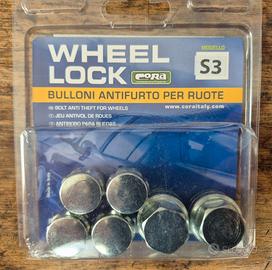 WHEEL
LOCK
cora
MODELLO
S3
BULLONI ANTIFURTO PER RUOTE
BOLT ANTI THEFT FOR WHEELS
www.coraitaly.com
JEU ANTIVOL DE ROUES
ANTIROBO PARA RUEDAS